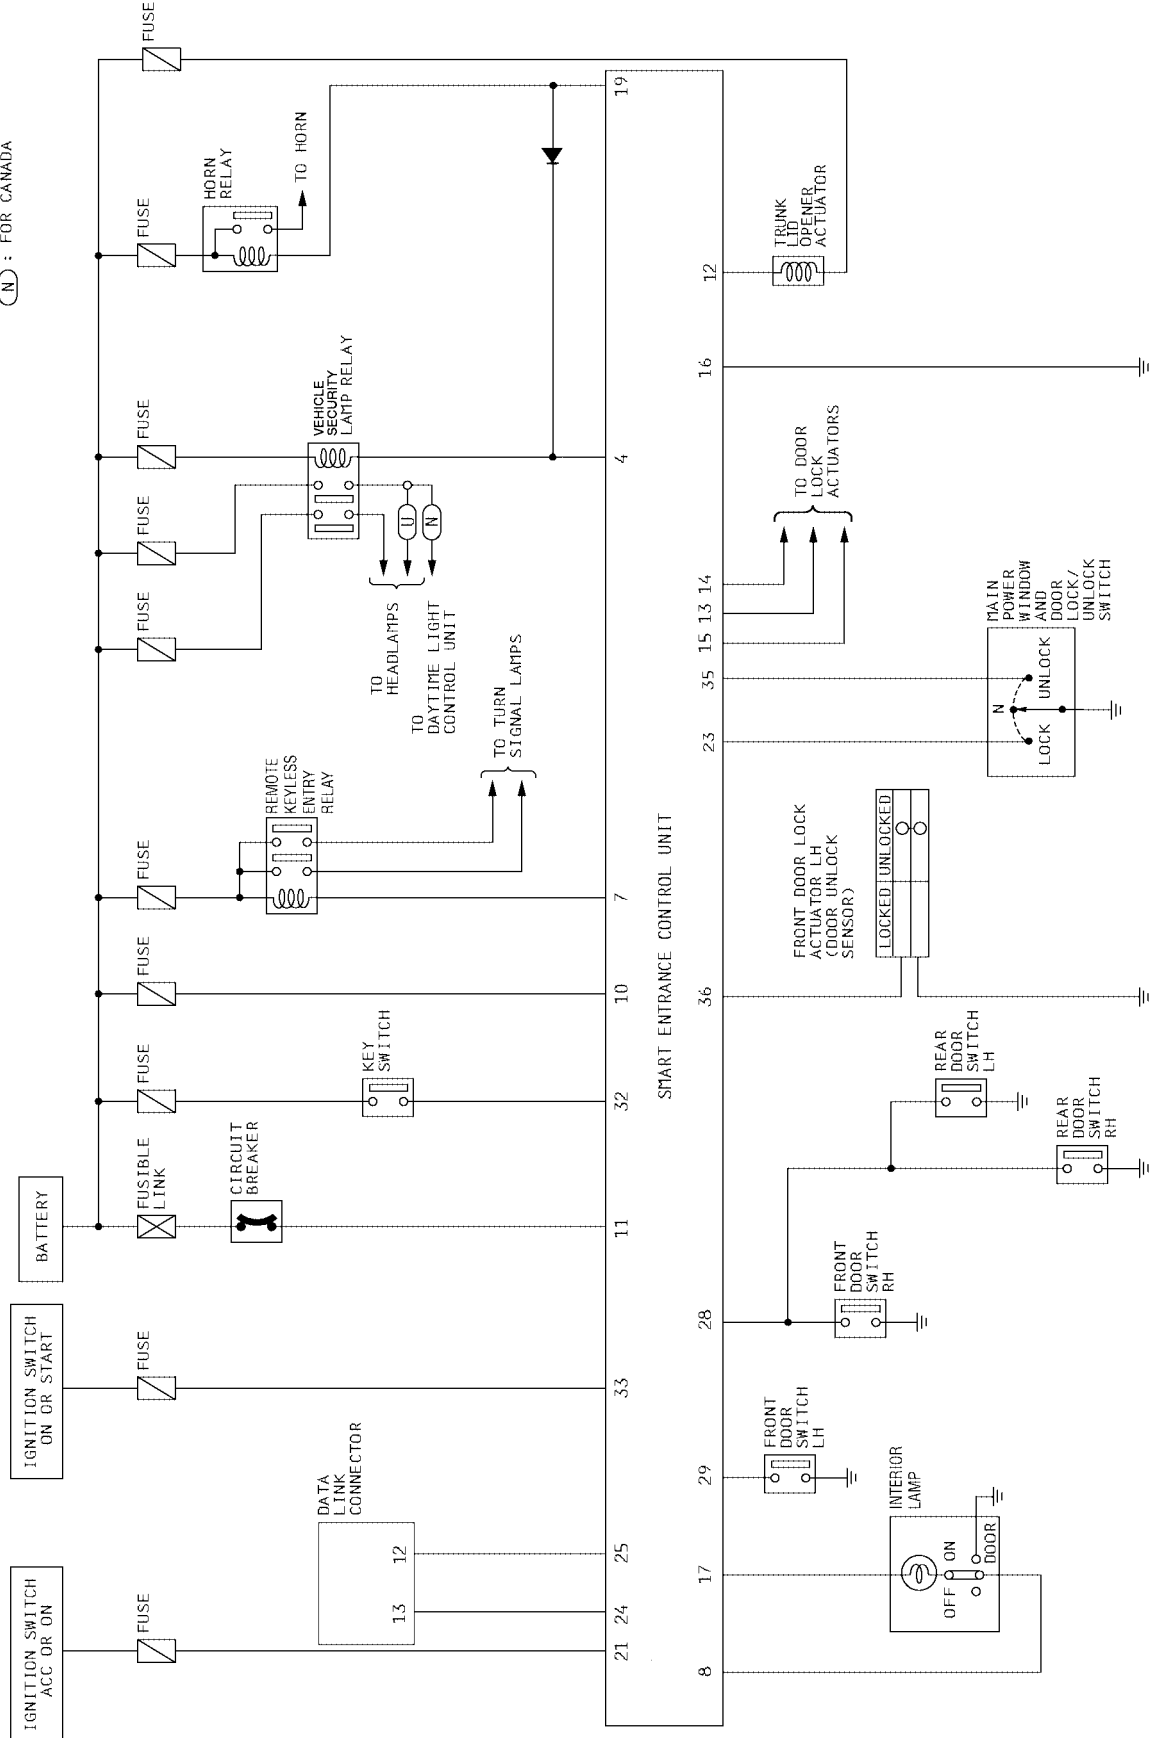 IGNITION SWITCH
ACC OR ON
IGNITION SWITCH
ON OR START
BATTERY
(N) : FOR CANADA
FUSE
FUSE
FUSIBLE
LINK
FUSE
FUSE
FUSE
FUSE
FUSE
FUSE
FUSE
FUSE
CIRCUIT
BREAKER
HORN
RELAY
TO HORN
DATA
LINK
CONNECTOR
13
12
KEY
SWITCH
REMOTE
KEYLESS
ENTRY
RELAY
VEHICLE
SECURITY
LAMP RELAY
U
N
TO
HEADLAMPS
TO
DAYTIME LIGHT
CONTROL UNIT
TO TURN
SIGNAL LAMPS
21
24
25
33
11
32
10
7
4
19
SMART ENTRANCE CONTROL UNIT
8
17
29
28
36
23
35
15
13
14
16
12
INTERIOR
LAMP
OFF
ON
DOOR
FRONT
DOOR
SWITCH
LH
FRONT
DOOR
SWITCH
RH
REAR
DOOR
SWITCH
LH
REAR
DOOR
SWITCH
RH
FRONT DOOR LOCK
ACTUATOR LH
(DOOR UNLOCK
SENSOR)
LOCKED
UNLOCKED
MAIN
POWER
WINDOW
AND
DOOR
LOCK/
UNLOCK
SWITCH
LOCK
N
UNLOCK
TO DOOR
LOCK
ACTUATORS
TRUNK
LID
OPENER
ACTUATOR